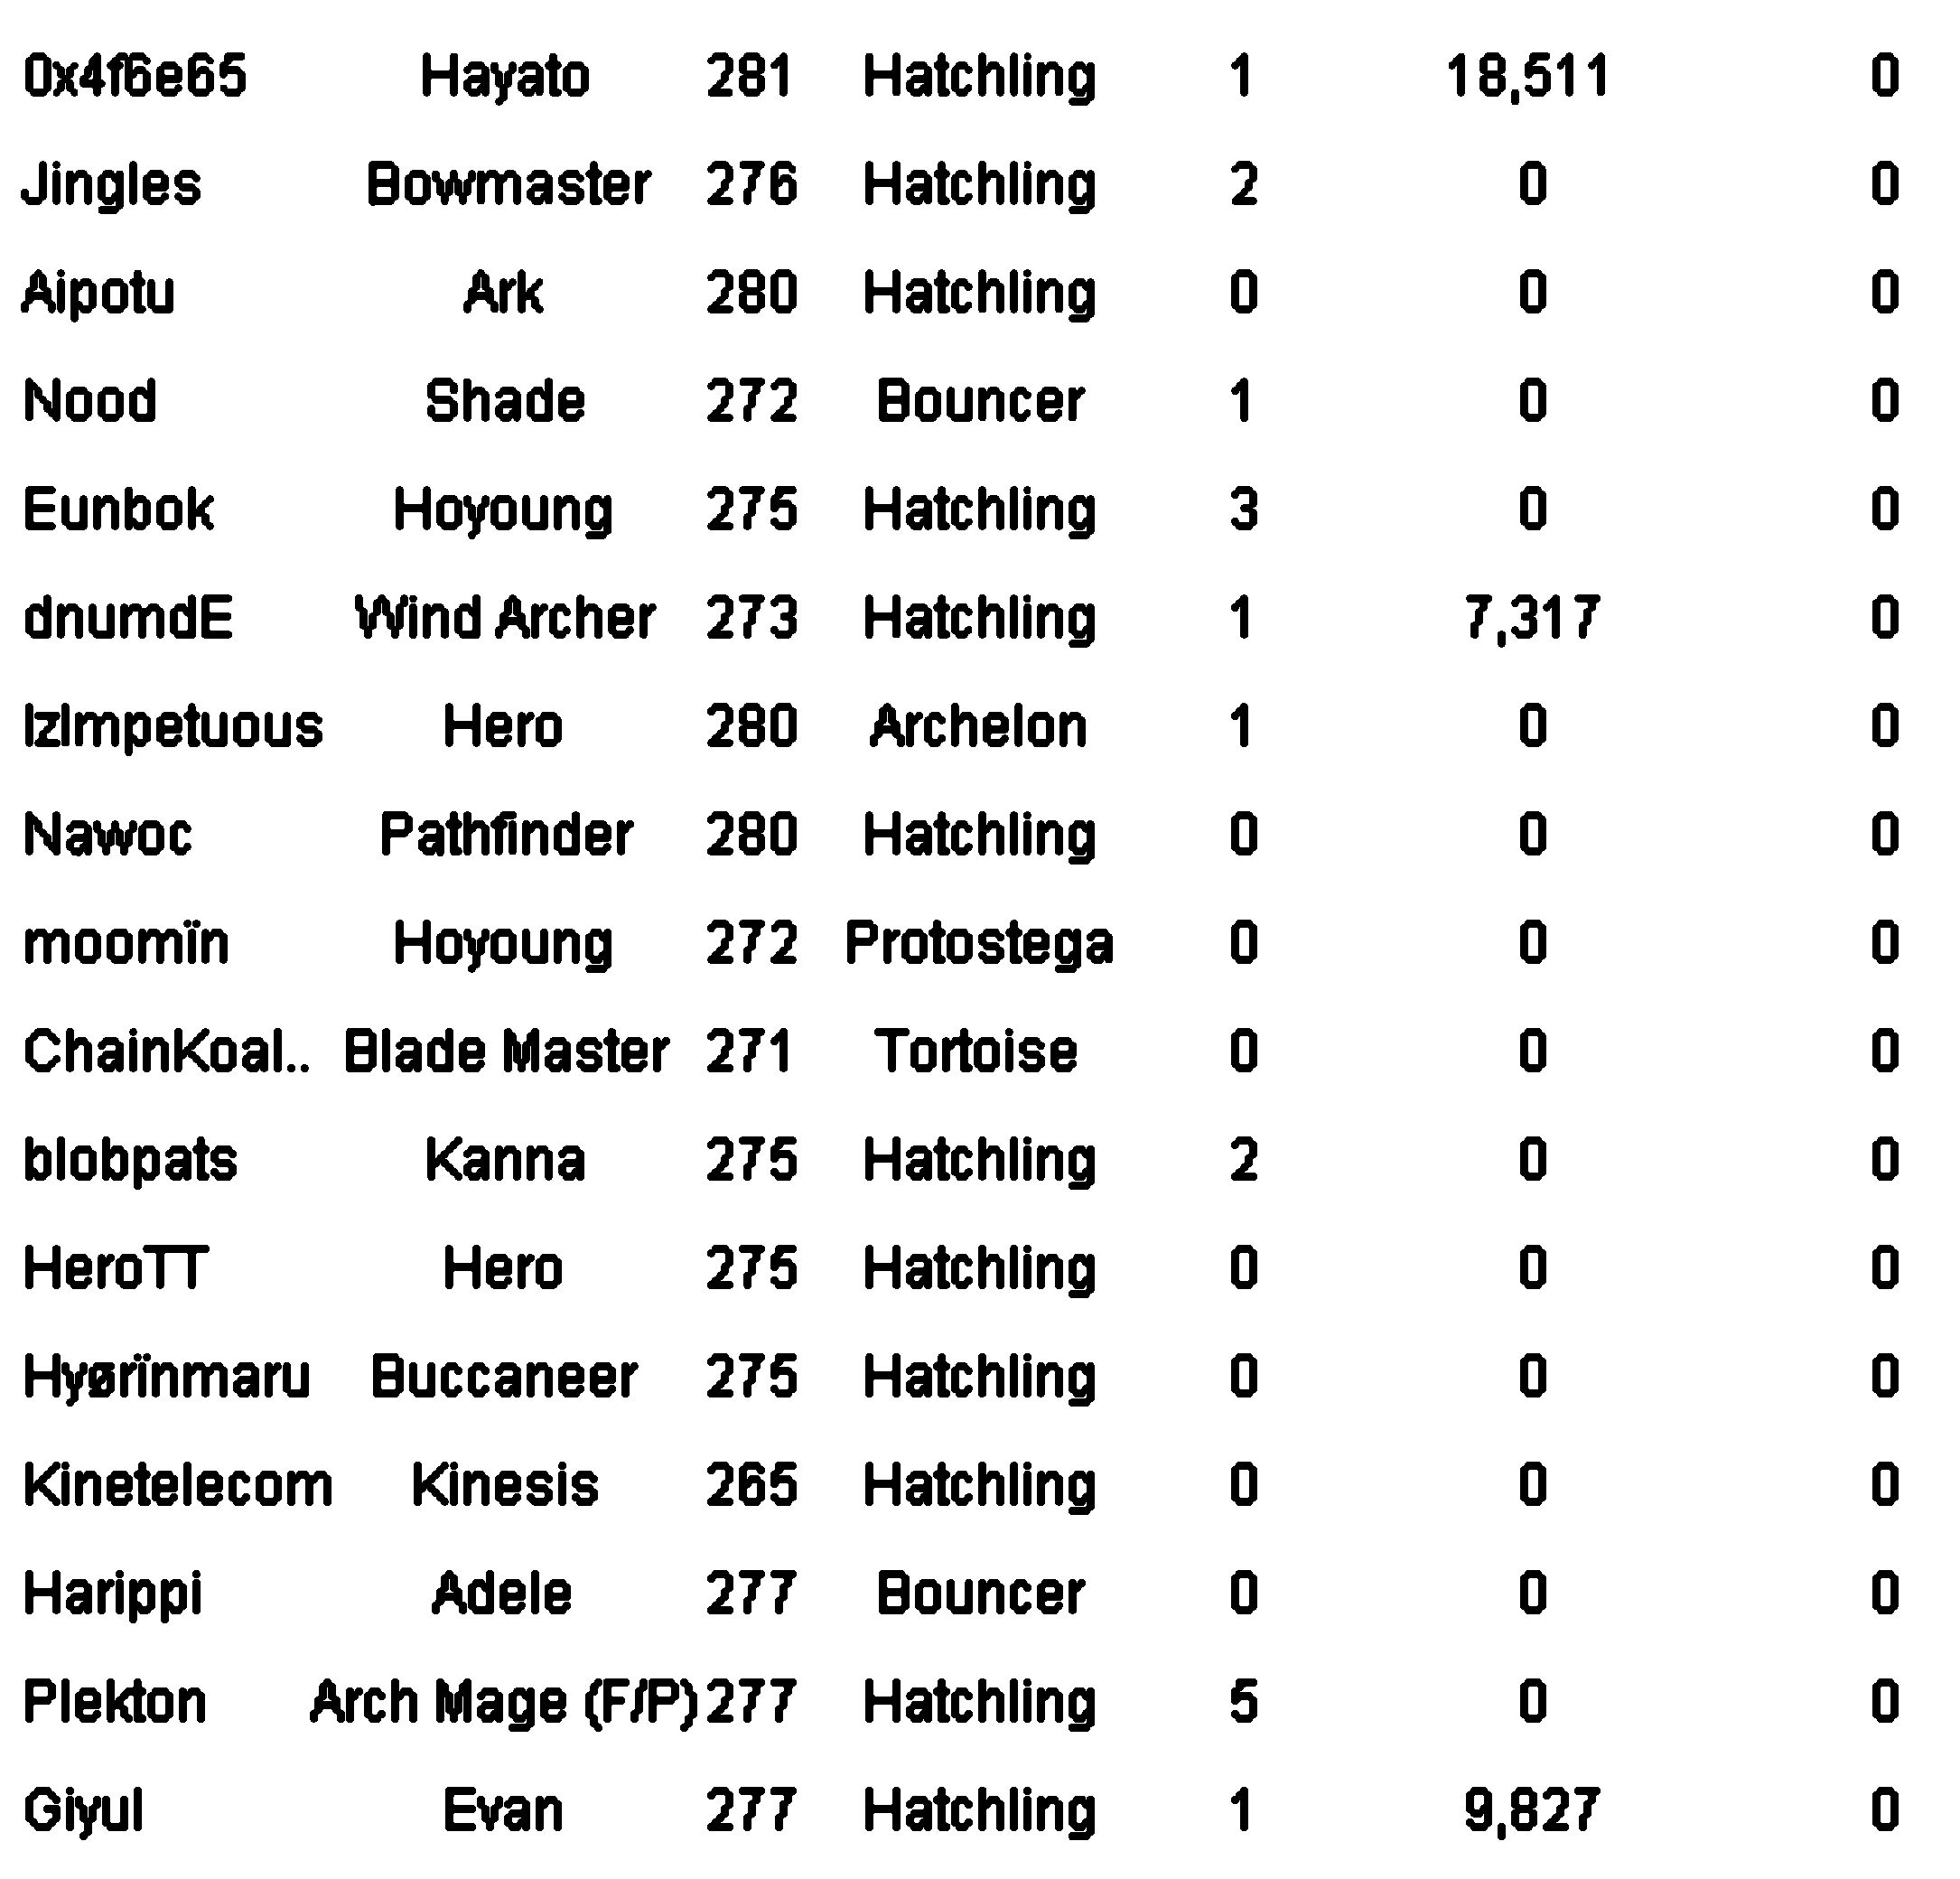 0x4f6e65 Hayato 281 Hatchling 1 18,511 0
Jingles Bowmaster 276 Hatchling 2 0 0
Aipotu Ark 280 Hatchling 0 0 0
Nood Shade 272 Bouncer 1 0 0
Eunbok Hoyoung 275 Hatchling 3 0 0
dnumdE Wind Archer 273 Hatchling 1 7,317 0
IzImpetuous Hero 280 Archelon 1 0 0
Nawoc Pathfinder 280 Hatchling 0 0 0
moomïn Hoyoung 272 Protostega 0 0 0
ChainKoal.. Blade Master 271 Tortoise 0 0 0
blobpats Kanna 275 Hatchling 2 0 0
HeroTT Hero 275 Hatchling 0 0 0
Hyørïnmaru Buccaneer 275 Hatchling 0 0 0
Kinetelecom Kinesis 265 Hatchling 0 0 0
Harippi Adele 277 Bouncer 0 0 0
Plekton Arch Mage (F/P) 277 Hatchling 5 0 0
Giyul Evan 277 Hatchling 1 9,827 0